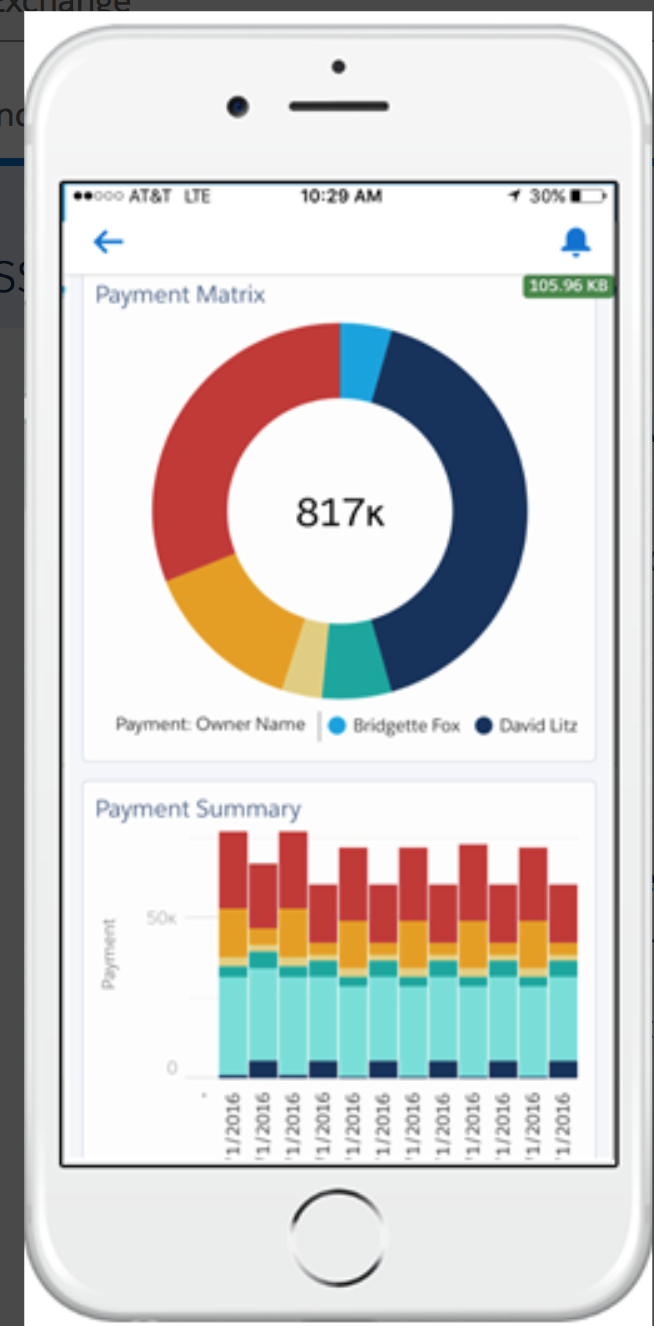 Exchange
AT&T LTE 10:29 AM 30%
105.96 KB
Payment Matrix
817K
Payment: Owner Name Bridgette Fox David Litz
Payment Summary
Payment
50K
0
1/2016 1/2016 1/2016 1/2016 1/2016 1/2016 1/2016 1/2016 1/2016 1/2016 1/2016 1/2016